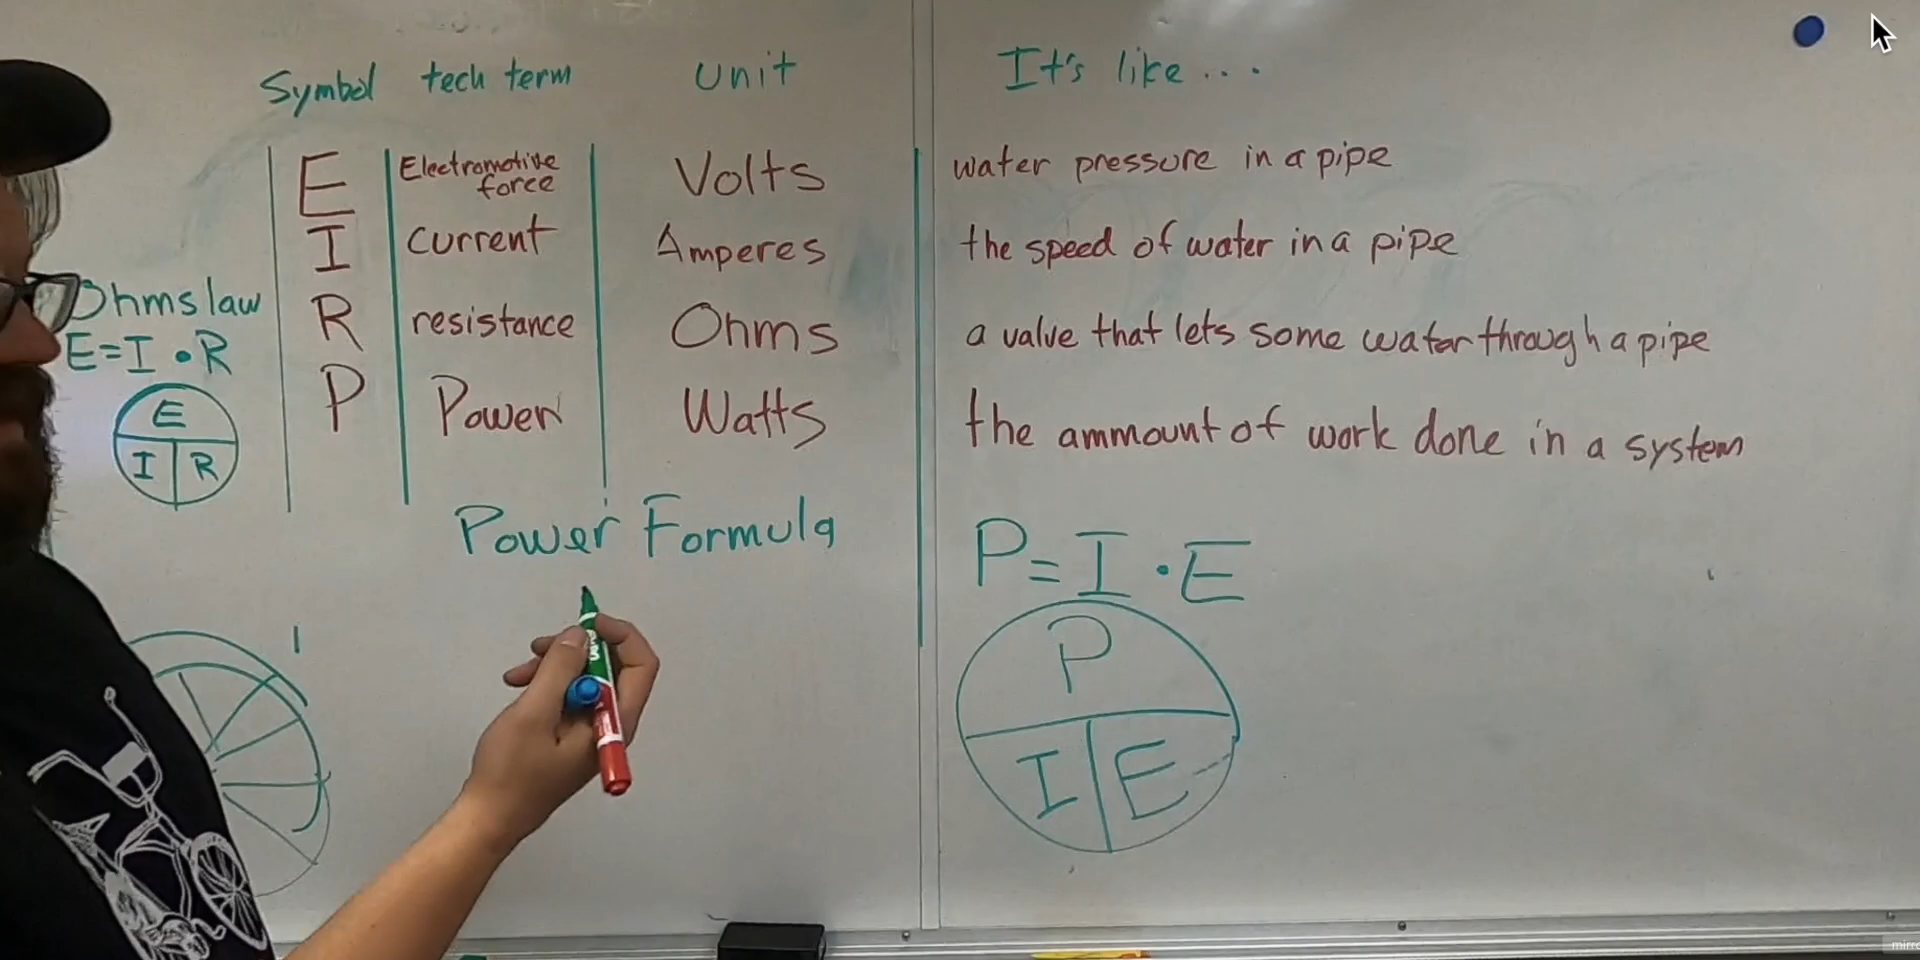 Symbol tech term unit It's like ...
E Electromotive force Volts water pressure in a pipe
I current Amperes the speed of water in a pipe
R resistance Ohms a valve that lets some water through a pipe
P Power Watts the ammount of work done in a system
Ohms law
E=I•R
E
I R
Power Formula P=I•E
P
I E